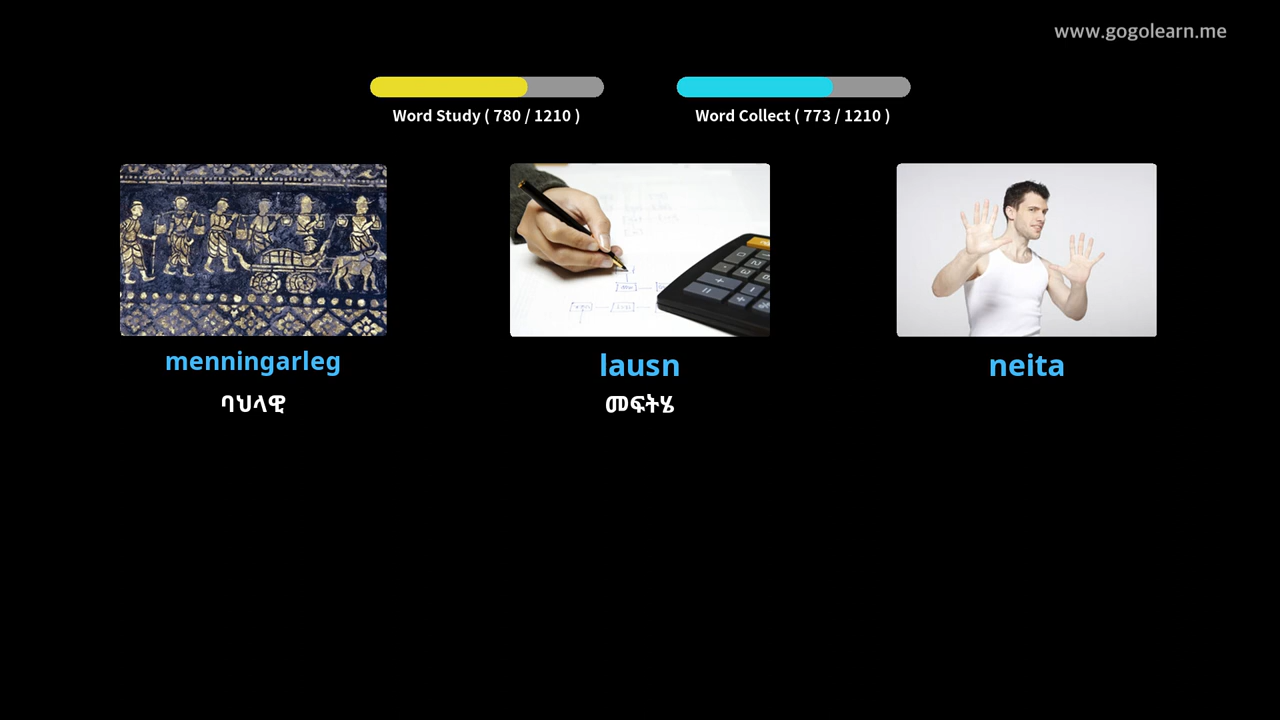 www.gogolearn.me
Word Study ( 780 / 1210 )
Word Collect ( 773 / 1210 )
menningarleg
lausn
neita
ባህላዊ
መፍትሄ